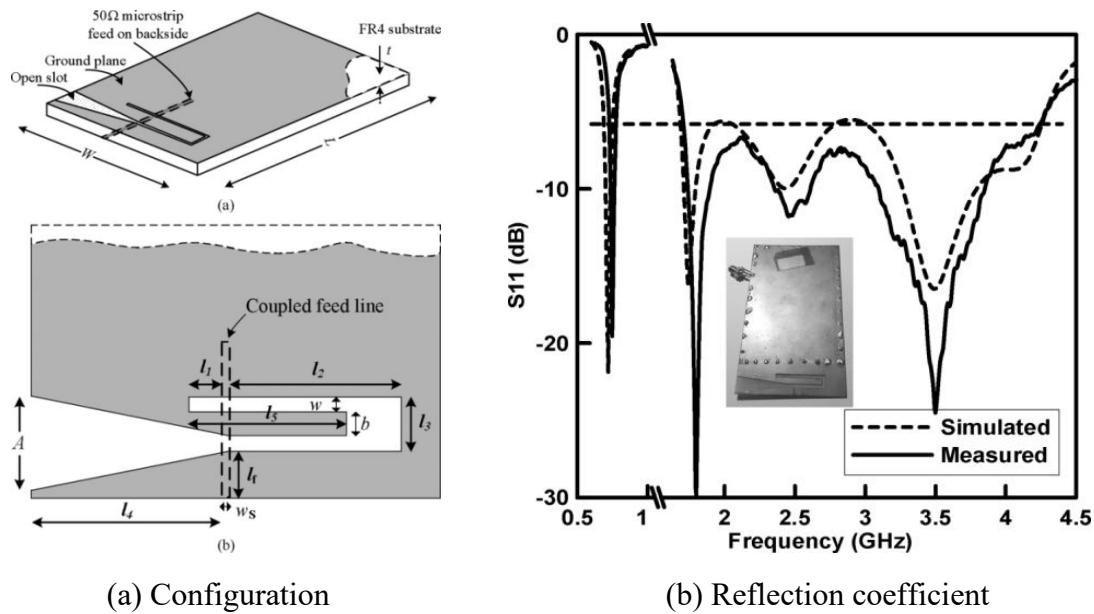 50Ω microstrip
feed on backside
FR4 substrate
Ground plane
t
Open slot
W
L
(a)
Coupled feed line
l1
l2
w
l5
b
l3
A
lf
l4
ws
(b)
0
-10
-20
-30
S11 (dB)
Simulated
Measured
0.5 1 2 2.5 3 3.5 4 4.5
Frequency (GHz)
(a) Configuration
(b) Reflection coefficient